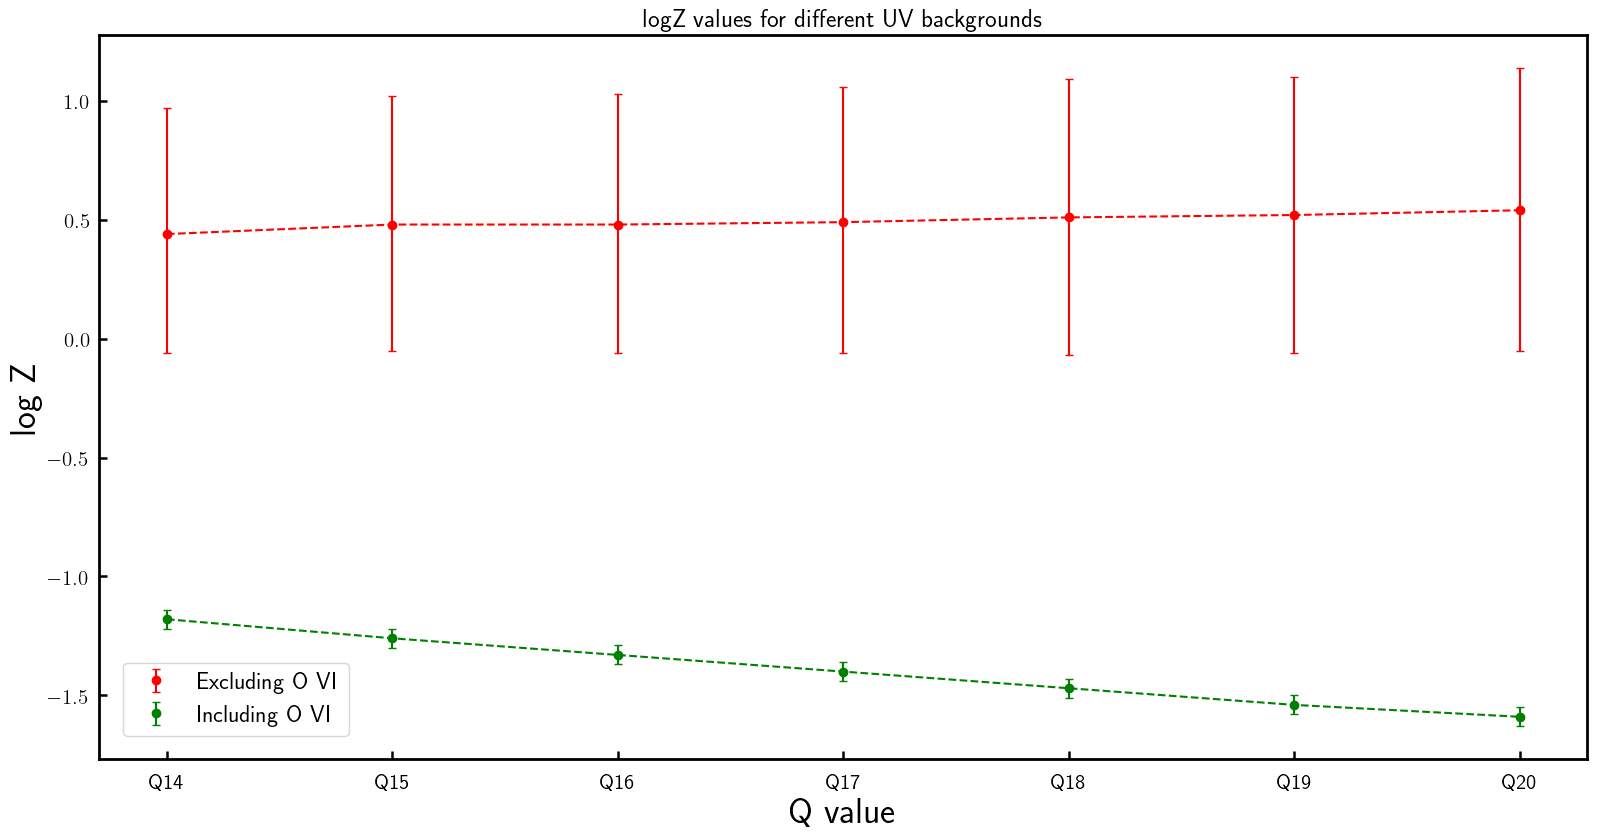 logZ values for different UV backgrounds
log Z
1.0
0.5
0.0
−0.5
−1.0
−1.5
Excluding O VI
Including O VI
Q14 Q15 Q16 Q17 Q18 Q19 Q20
Q value